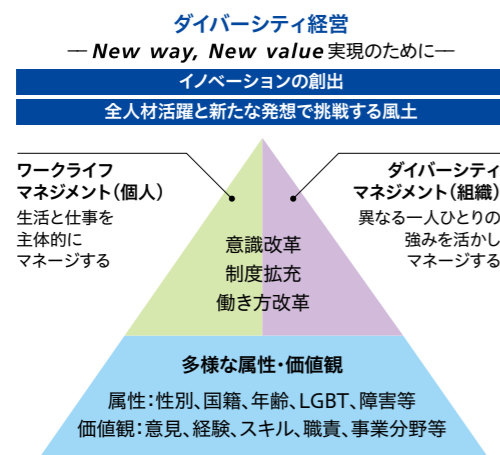 ダイバーシティ経営
― New way, New value 実現のために ―
イノベーションの創出
全人材活躍と新たな発想で挑戦する風土
ワークライフ
マネジメント(個人)
生活と仕事を
主体的に
マネージする
ダイバーシティ
マネジメント(組織)
異なる一人ひとりの
強みを活かし
マネージする
意識改革
制度拡充
働き方改革
多様な属性・価値観
属性:性別、国籍、年齢、LGBT、障害等
価値観:意見、経験、スキル、職責、事業分野等